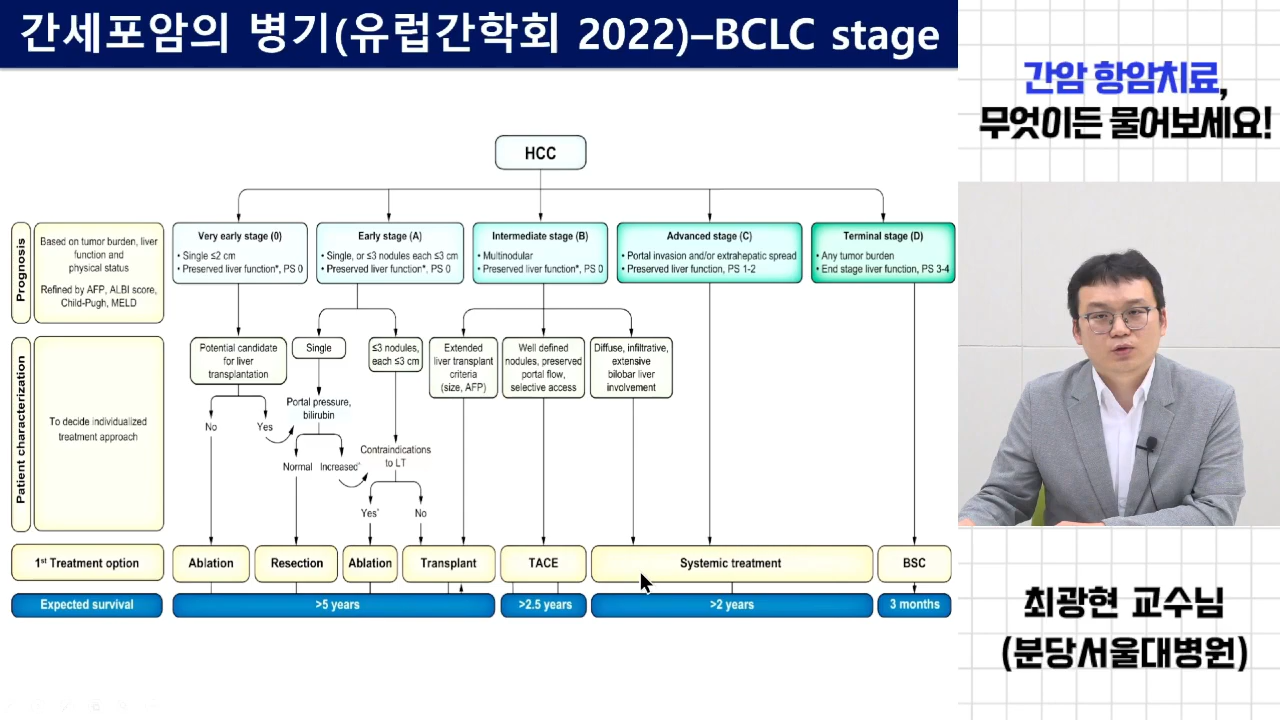 간세포암의 병기(유럽간학회 2022)–BCLC stage
간암 항암치료,
무엇이든 물어보세요!
HCC
Prognosis
Based on tumor burden, liver
function and
physical status
Refined by AFP, ALBI score,
Child-Pugh, MELD
Very early stage (0)
• Single ≤2 cm
• Preserved liver function*, PS 0
Early stage (A)
• Single, or ≤3 nodules each ≤3 cm
• Preserved liver function*, PS 0
Intermediate stage (B)
• Multinodular
• Preserved liver function*, PS 0
Advanced stage (C)
• Portal invasion and/or extrahepatic spread
• Preserved liver function, PS 1-2
Terminal stage (D)
• Any tumor burden
• End stage liver function, PS 3-4
Patient characterization
To decide individualized
treatment approach
Potential candidate
for liver
transplantation
Single
≤3 nodules,
each ≤3 cm
Extended
liver transplant
criteria
(size, AFP)
Well defined
nodules, preserved
portal flow,
selective access
Diffuse, infiltrative,
extensive
bilobar liver
involvement
No
Yes
Portal pressure,
bilirubin
Normal
Increased
Contraindications
to LT
Yes
No
1st Treatment option
Ablation
Resection
Ablation
Transplant
TACE
Systemic treatment
BSC
Expected survival
>5 years
>2.5 years
>2 years
3 months
최광현 교수님
(분당서울대병원)